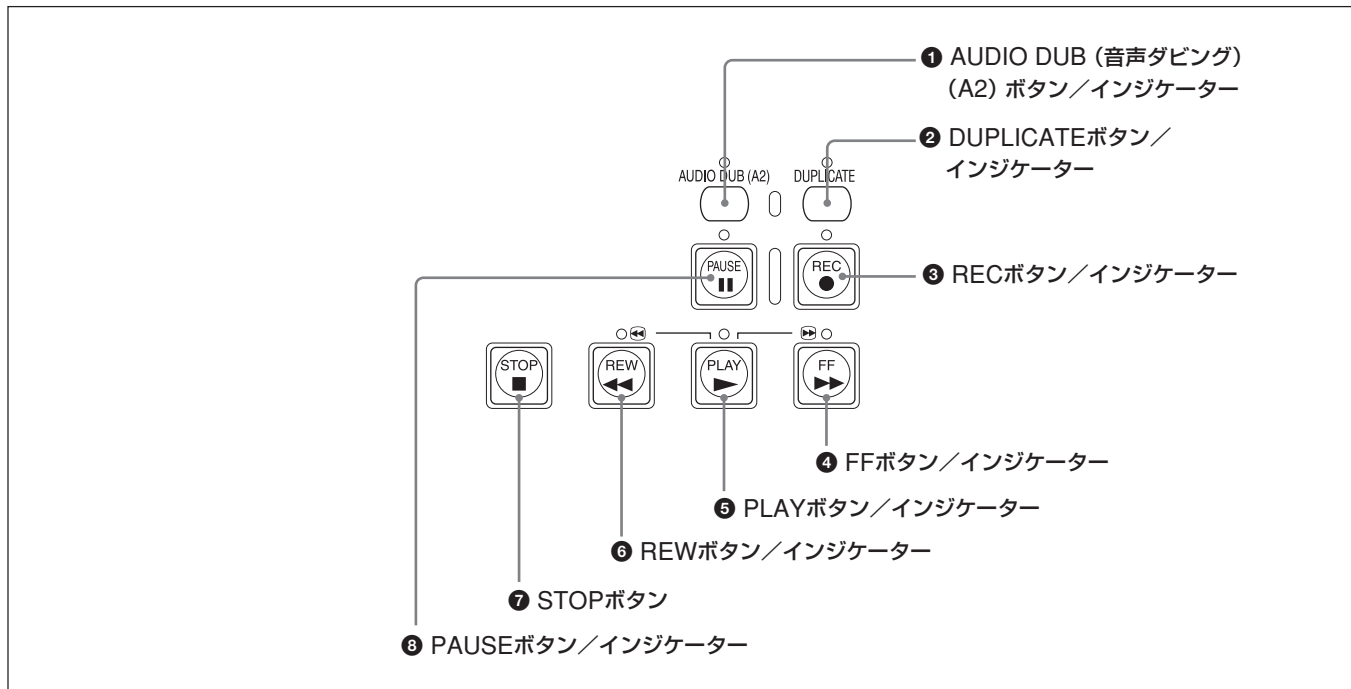 ❶ AUDIO DUB（音声ダビング）
（A2）ボタン／インジケーター
❷ DUPLICATEボタン／
インジケーター
AUDIO DUB (A2)
DUPLICATE
PAUSE
REC
❸ RECボタン／インジケーター
STOP
REW
PLAY
FF
❹ FFボタン／インジケーター
❺ PLAYボタン／インジケーター
❻ REWボタン／インジケーター
❼ STOPボタン
❽ PAUSEボタン／インジケーター